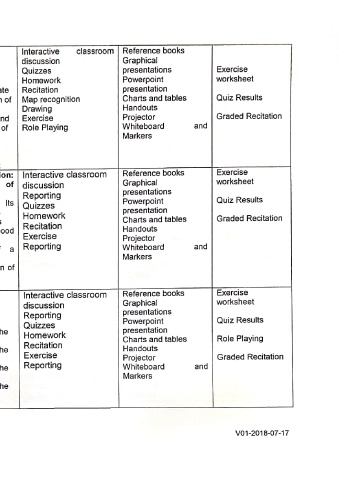 Interactive classroom
discussion
Quizzes
Homework
Recitation
Map recognition
Drawing
Exercise
Role Playing
Reference books
Graphical
presentations
Powerpoint
presentation
Charts and tables
Handouts
Projector
Whiteboard and
Markers
Exercise
worksheet
Quiz Results
Graded Recitation
ion:
of
Its
ood
a
n of
Interactive classroom
discussion
Reporting
Quizzes
Homework
Recitation
Exercise
Reporting
Reference books
Graphical
presentations
Powerpoint
presentation
Charts and tables
Handouts
Projector
Whiteboard and
Markers
Exercise
worksheet
Quiz Results
Graded Recitation
he
he
he
he
Interactive classroom
discussion
Reporting
Quizzes
Homework
Recitation
Exercise
Reporting
Reference books
Graphical
presentations
Powerpoint
presentation
Charts and tables
Handouts
Projector
Whiteboard and
Markers
Exercise
worksheet
Quiz Results
Role Playing
Graded Recitation
V01-2018-07-17